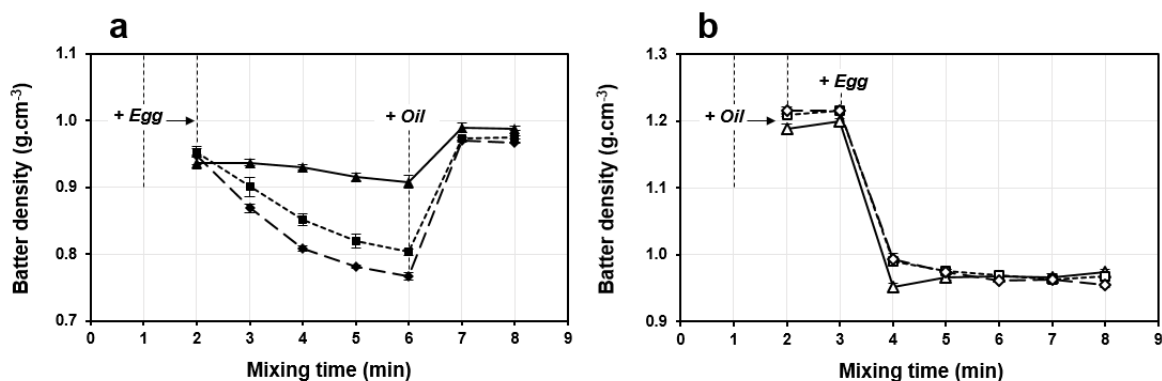 a
Batter density (g.cm-3)
1.1
1.0
0.9
0.8
0.7
+ Egg
+ Oil
0 1 2 3 4 5 6 7 8 9
Mixing time (min)
b
Batter density (g.cm-3)
1.3
1.2
1.1
1.0
0.9
+ Oil
+ Egg
0 1 2 3 4 5 6 7 8 9
Mixing time (min)